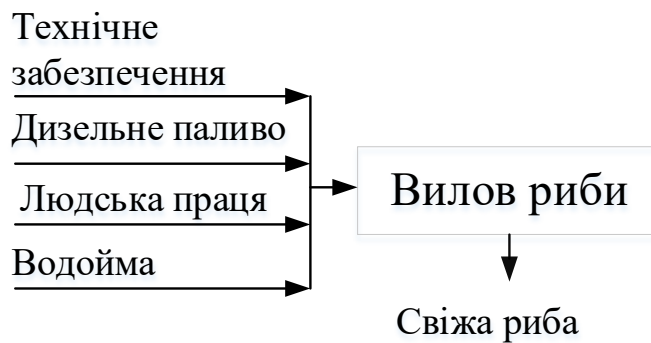 Технічне
забезпечення
Дизельне паливо
Людська праця
Водойма
Вилов риби
Свіжа риба